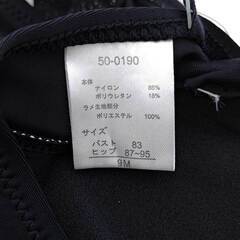 50-0190
本体
ナイロン 85%
ポリウレタン 15%
ラメ生地部分
ポリエステル 100%
サイズ
バスト 83
ヒップ 87~95
9M